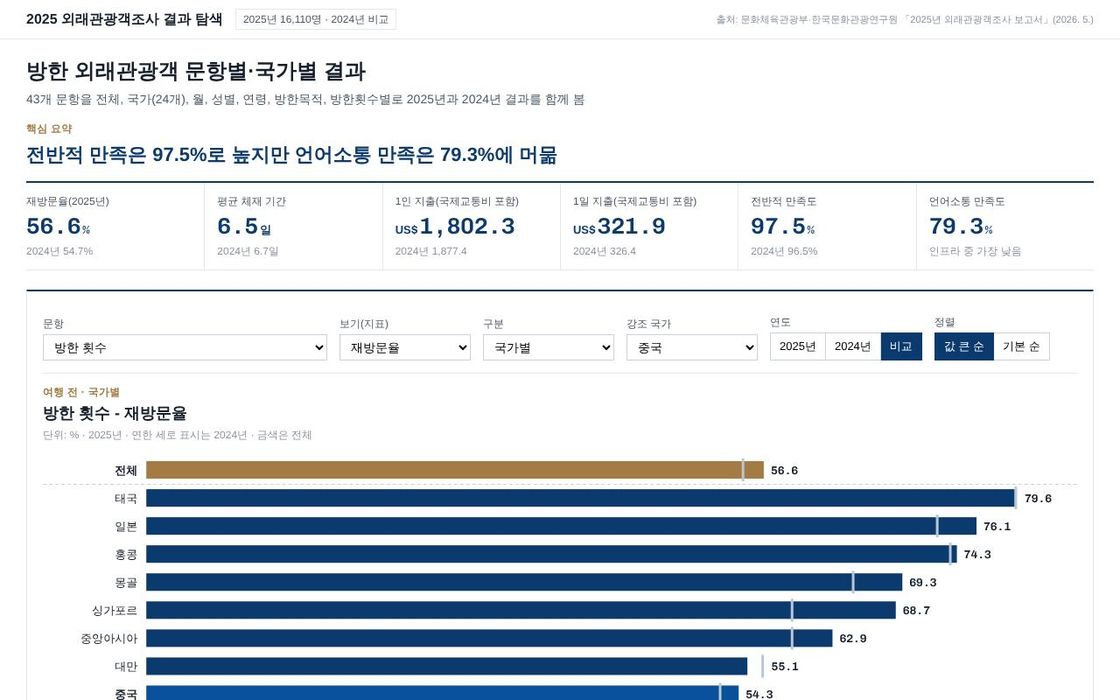 2025 외래관광객조사 결과 탐색
2025년 16,110명 · 2024년 비교
출처: 문화체육관광부·한국문화관광연구원 「2025년 외래관광객조사 보고서」(2026. 5.)
방한 외래관광객 문항별·국가별 결과
43개 문항을 전체, 국가(24개), 월, 성별, 연령, 방한목적, 방한횟수별로 2025년과 2024년 결과를 함께 봄
핵심 요약
전반적 만족은 97.5%로 높지만 언어소통 만족은 79.3%에 머묾
재방문율(2025년)
56.6%
2024년 54.7%
평균 체재 기간
6.5일
2024년 6.7일
1인 지출(국제교통비 포함)
US$1,802.3
2024년 1,877.4
1일 지출(국제교통비 포함)
US$321.9
2024년 326.4
전반적 만족도
97.5%
2024년 96.5%
언어소통 만족도
79.3%
인프라 중 가장 낮음
문항
방한 횟수
보기(지표)
재방문율
구분
국가별
강조 국가
중국
연도
2025년 2024년 비교
정렬
값 큰 순 기본 순
여행 전 · 국가별
방한 횟수 - 재방문율
단위: % · 2025년 · 연한 세로 표시는 2024년 · 금색은 전체
전체 56.6
태국 79.6
일본 76.1
홍콩 74.3
몽골 69.3
싱가포르 68.7
중앙아시아 62.9
대만 55.1
중국 54.3